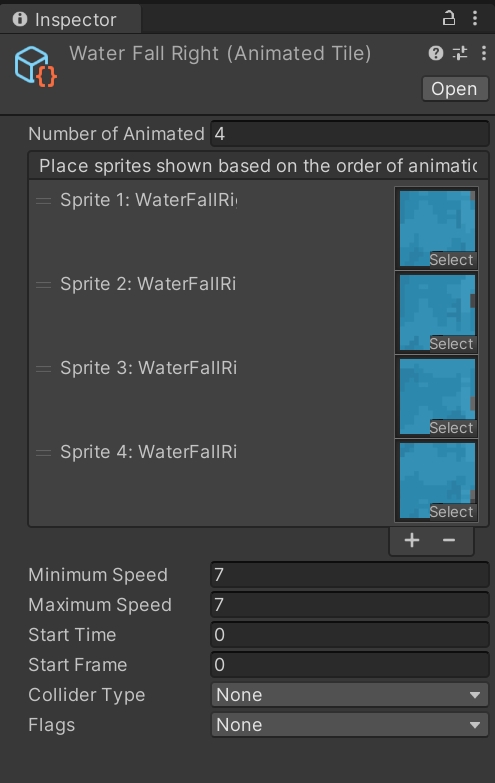 Inspector
Water Fall Right (Animated Tile)
Open
Number of Animated 4
Place sprites shown based on the order of animatic
Sprite 1: WaterFallRi
Select
Sprite 2: WaterFallRi
Select
Sprite 3: WaterFallRi
Select
Sprite 4: WaterFallRi
Select
+ −
Minimum Speed 7
Maximum Speed 7
Start Time 0
Start Frame 0
Collider Type None
Flags None